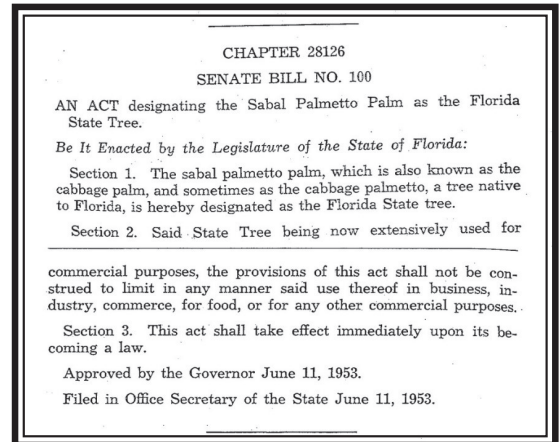 CHAPTER 28126
SENATE BILL NO. 100
AN ACT designating the Sabal Palmetto Palm as the Florida
State Tree.
Be It Enacted by the Legislature of the State of Florida:
Section 1. The sabal palmetto palm, which is also known as the
cabbage palm, and sometimes as the cabbage palmetto, a tree native
to Florida, is hereby designated as the Florida State tree.
Section 2. Said State Tree being now extensively used for
commercial purposes, the provisions of this act shall not be con-
strued to limit in any manner said use thereof in business, in-
dustry, commerce, for food, or for any other commercial purposes.
Section 3. This act shall take effect immediately upon its be-
coming a law.
Approved by the Governor June 11, 1953.
Filed in Office Secretary of the State June 11, 1953.